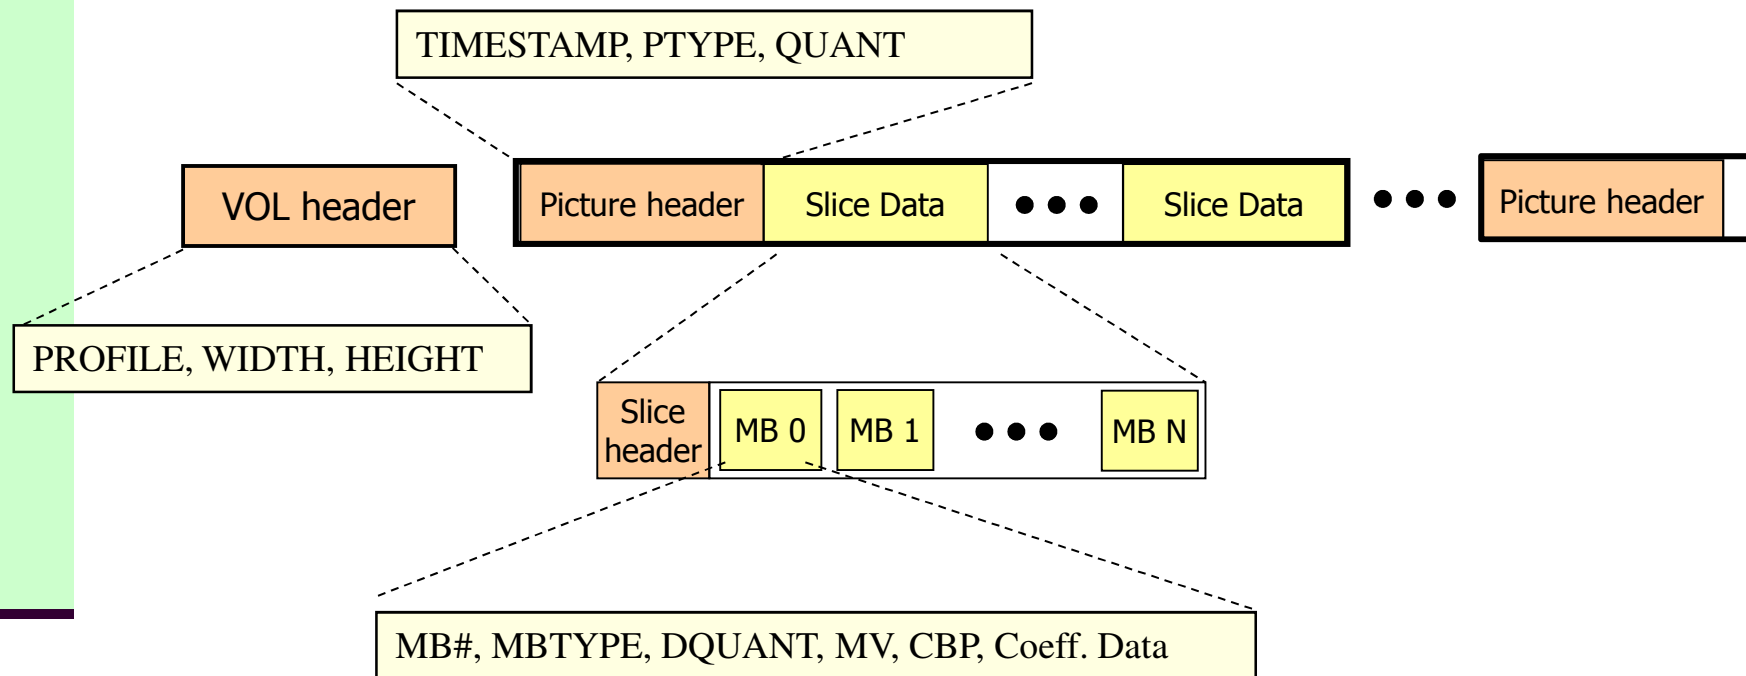 TIMESTAMP, PTYPE, QUANT
VOL header
Picture header
Slice Data
Slice Data
Picture header
PROFILE, WIDTH, HEIGHT
Slice
header
MB 0
MB 1
MB N
MB#, MBTYPE, DQUANT, MV, CBP, Coeff. Data